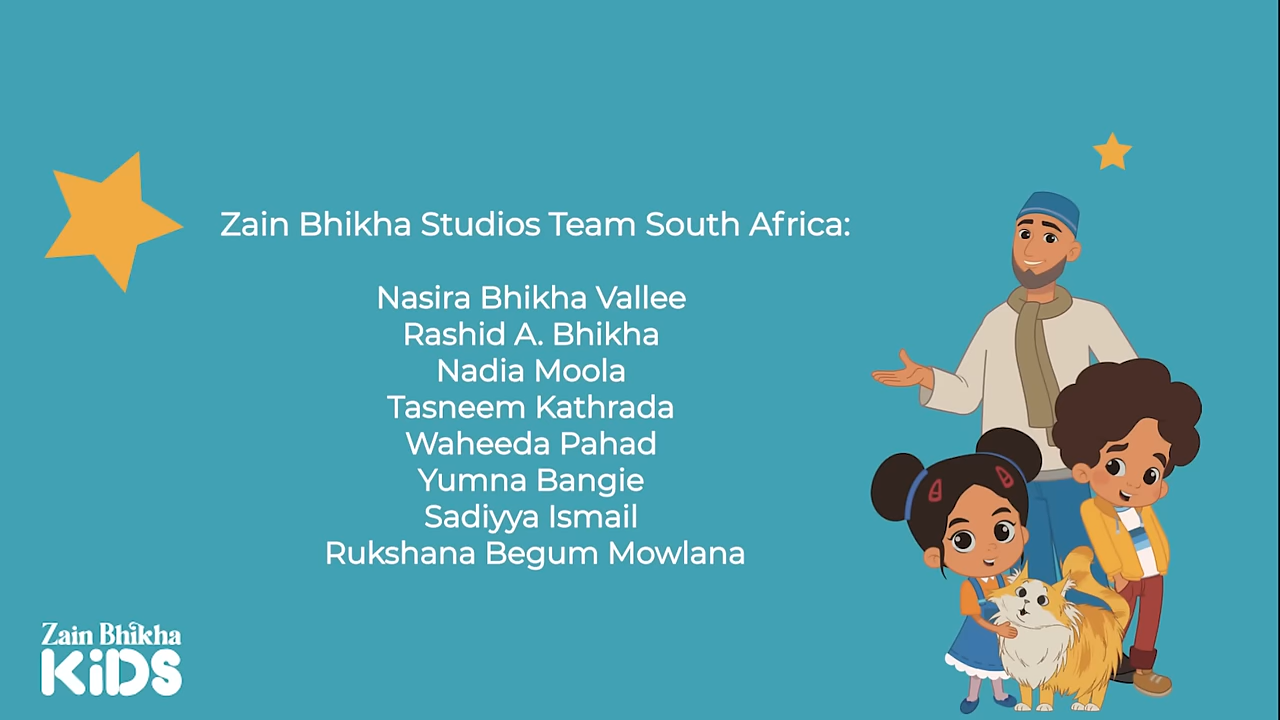 Zain Bhikha Studios Team South Africa:
Nasira Bhikha Vallee
Rashid A. Bhikha
Nadia Moola
Tasneem Kathrada
Waheeda Pahad
Yumna Bangie
Sadiyya Ismail
Rukshana Begum Mowlana
Zain Bhikha
KiDS